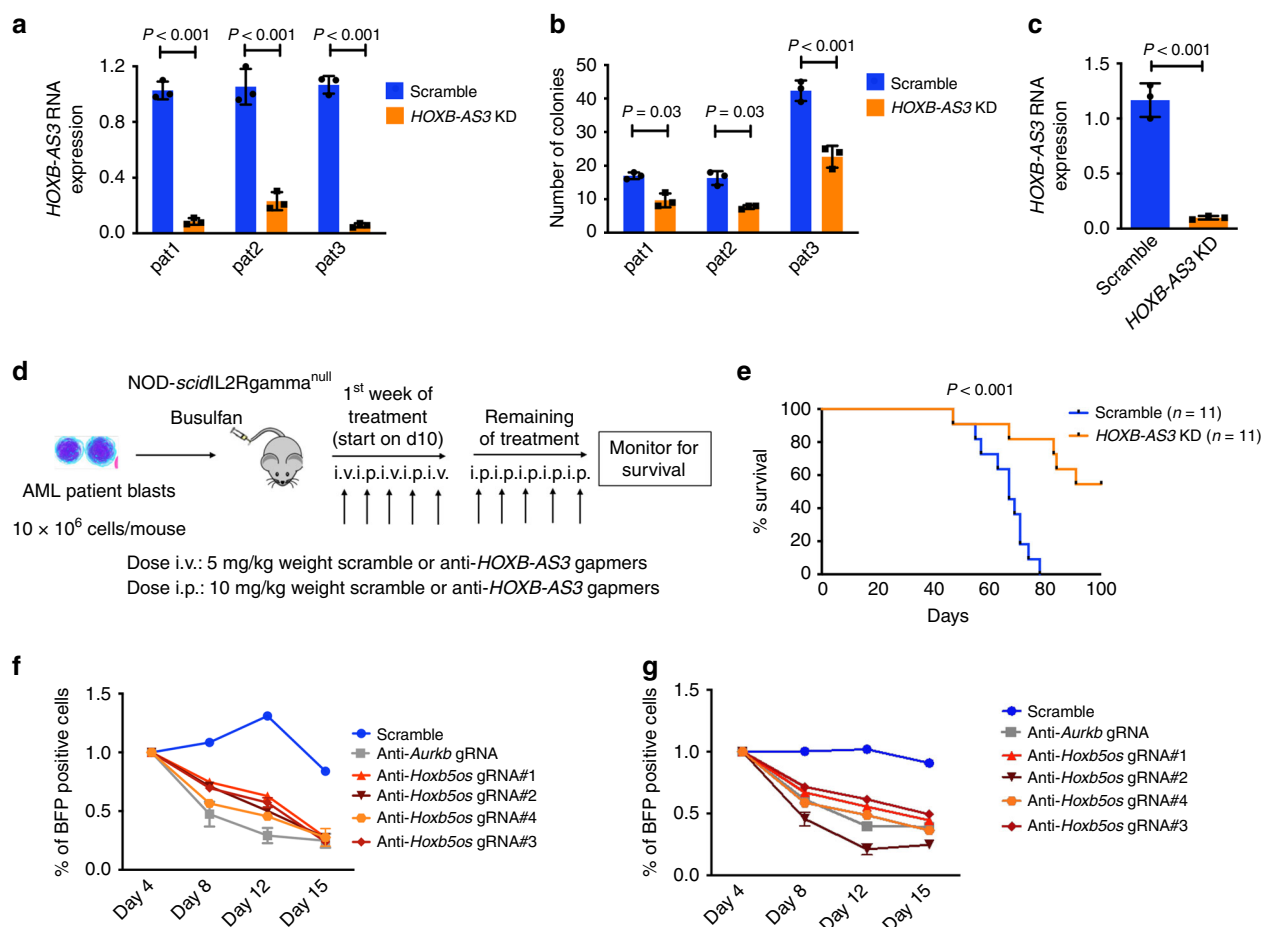 a
P < 0.001 P < 0.001 P < 0.001
HOXB-AS3 RNA
expression
1.2
0.8
0.4
0.0
pat1
pat2
pat3
Scramble
HOXB-AS3 KD
b
P = 0.03
P = 0.03
P < 0.001
Number of colonies
50
40
30
20
10
0
pat1
pat2
pat3
Scramble
HOXB-AS3 KD
c
P < 0.001
HOXB-AS3 RNA
expression
1.5
1.0
0.5
0.0
Scramble
HOXB-AS3 KD
d
NOD-scidIL2Rgamma^null
Busulfan
AML patient blasts
10 × 10^6 cells/mouse
1st week of
treatment
(start on d10)
i.v.i.p.i.v.i.p.i.v.
Remaining
of treatment
i.p.i.p.i.p.i.p.i.p.
Monitor for
survival
Dose i.v.: 5 mg/kg weight scramble or anti-HOXB-AS3 gapmers
Dose i.p.: 10 mg/kg weight scramble or anti-HOXB-AS3 gapmers
e
P < 0.001
% survival
100
80
60
40
20
0
0 20 40 60 80 100
Days
Scramble (n = 11)
HOXB-AS3 KD (n = 11)
f
% of BFP positive cells
1.5
1.0
0.5
0.0
Day 4
Day 8
Day 12
Day 15
Scramble
Anti-Aurkb gRNA
Anti-Hoxb5os gRNA#1
Anti-Hoxb5os gRNA#2
Anti-Hoxb5os gRNA#4
Anti-Hoxb5os gRNA#3
g
% of BFP positive cells
1.5
1.0
0.5
0.0
Day 4
Day 8
Day 12
Day 15
Scramble
Anti-Aurkb gRNA
Anti-Hoxb5os gRNA#1
Anti-Hoxb5os gRNA#2
Anti-Hoxb5os gRNA#4
Anti-Hoxb5os gRNA#3